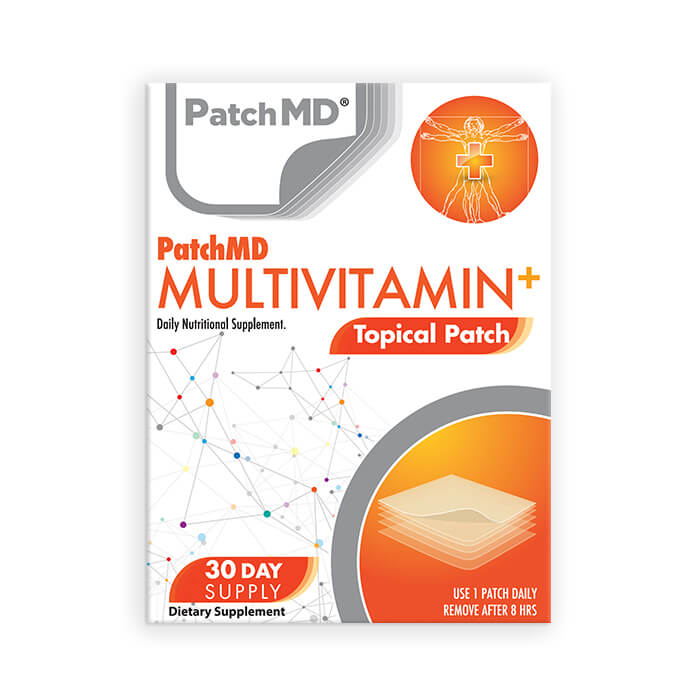 PatchMD®
PatchMD
MULTIVITAMIN+
Daily Nutritional Supplement.
Topical Patch
30 DAY
SUPPLY
Dietary Supplement
USE 1 PATCH DAILY
REMOVE AFTER 8 HRS